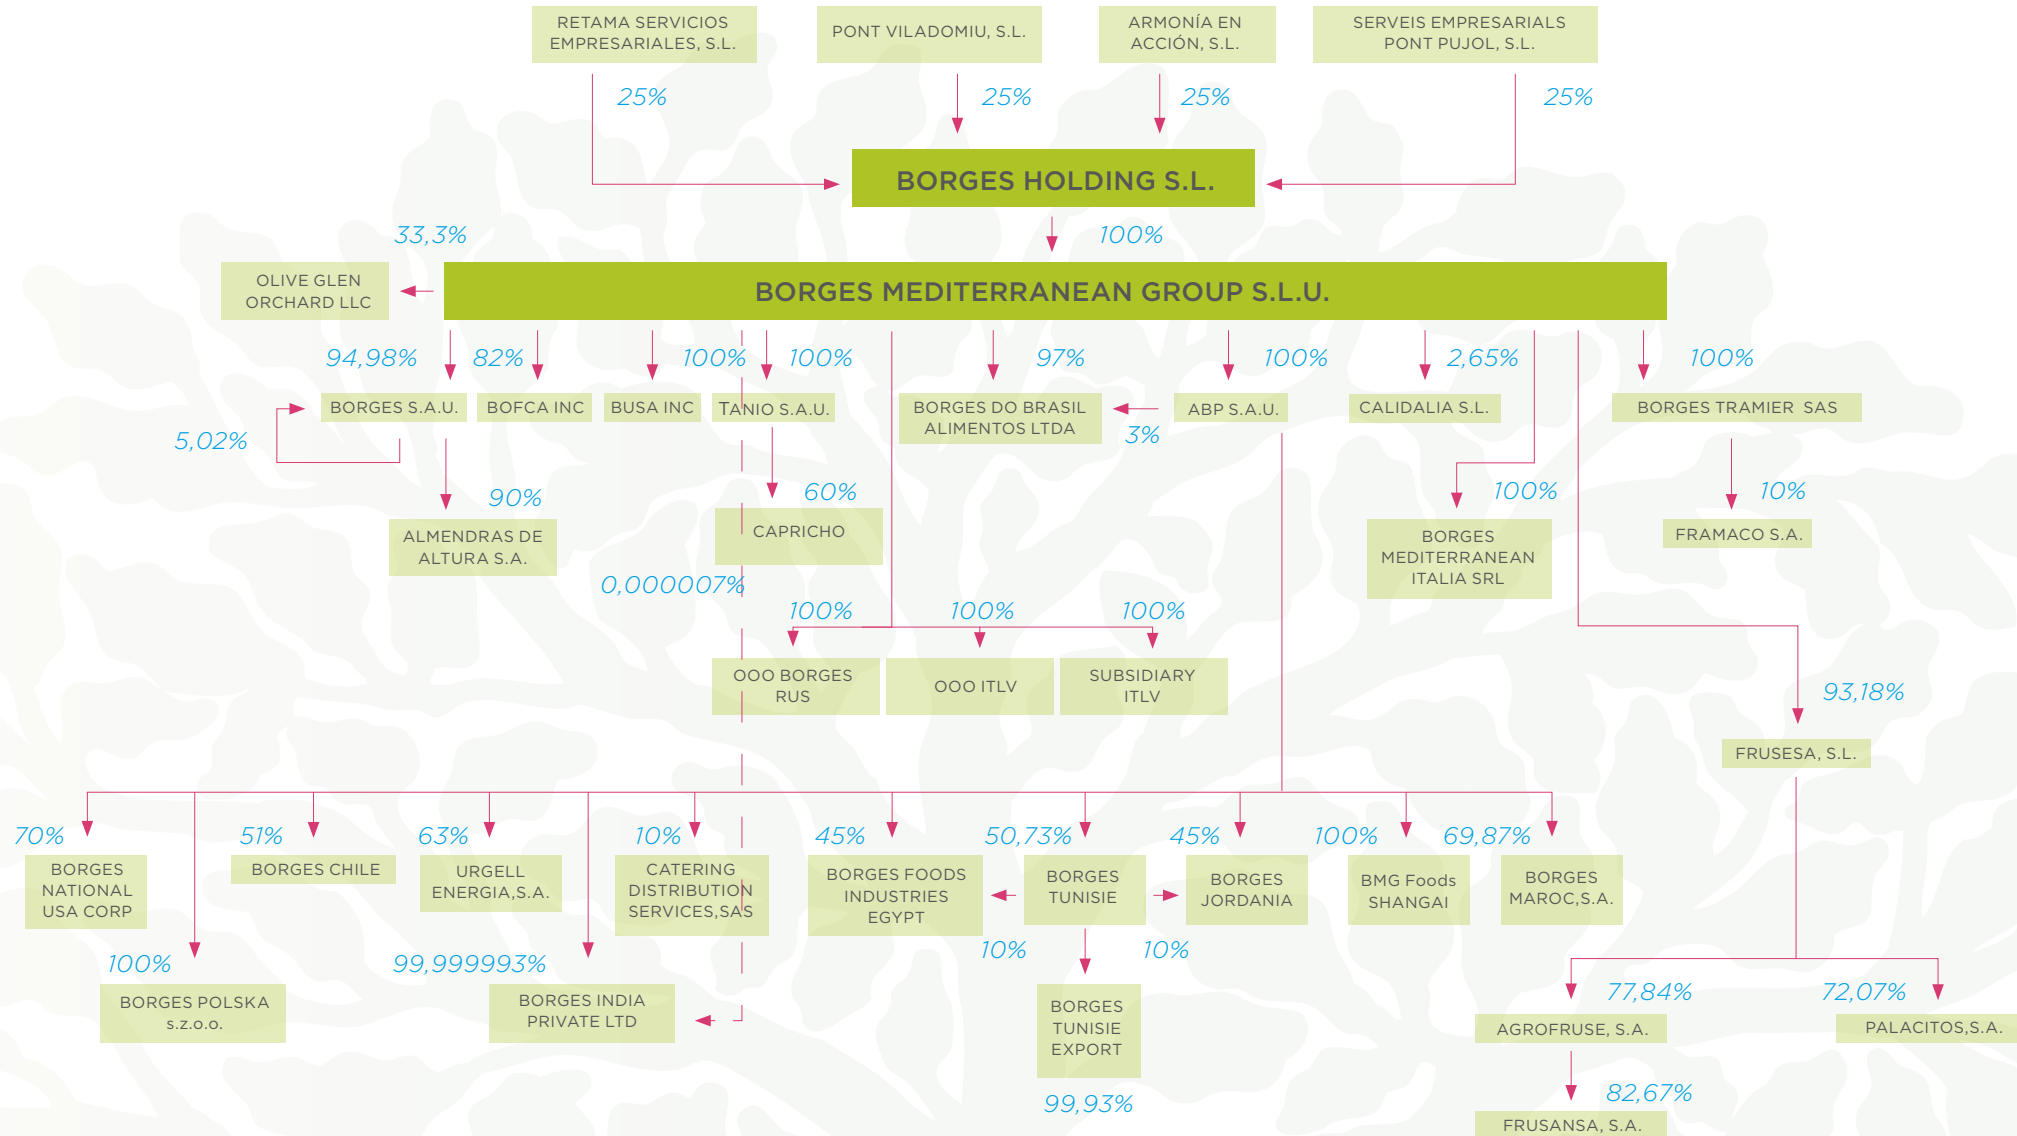 RETAMA SERVICIOS
EMPRESARIALES, S.L.
PONT VILADOMIU, S.L.
ARMONÍA EN
ACCIÓN, S.L.
SERVEIS EMPRESARIALS
PONT PUJOL, S.L.
25%
25%
25%
25%
BORGES HOLDING S.L.
33,3%
100%
OLIVE GLEN
ORCHARD LLC
BORGES MEDITERRANEAN GROUP S.L.U.
94,98%
82%
100%
100%
97%
100%
2,65%
100%
BORGES S.A.U.
BOFCA INC
BUSA INC
TANIO S.A.U.
BORGES DO BRASIL
ALIMENTOS LTDA
ABP S.A.U.
CALIDALIA S.L.
BORGES TRAMIER SAS
5,02%
3%
90%
60%
100%
10%
ALMENDRAS DE
ALTURA S.A.
CAPRICHO
BORGES
MEDITERRANEAN
ITALIA SRL
FRAMACO S.A.
0,000007%
100%
100%
100%
OOO BORGES
RUS
OOO ITLV
SUBSIDIARY
ITLV
93,18%
FRUSESA, S.L.
70%
51%
63%
10%
45%
50,73%
45%
100%
69,87%
BORGES
NATIONAL
USA CORP
BORGES CHILE
URGELL
ENERGIA,S.A.
CATERING
DISTRIBUTION
SERVICES,SAS
BORGES FOODS
INDUSTRIES
EGYPT
BORGES
TUNISIE
BORGES
JORDANIA
BMG Foods
SHANGAI
BORGES
MAROC,S.A.
100%
99,999993%
10%
10%
BORGES POLSKA
s.z.o.o.
BORGES INDIA
PRIVATE LTD
BORGES
TUNISIE
EXPORT
99,93%
77,84%
72,07%
AGROFRUSE, S.A.
PALACITOS,S.A.
82,67%
FRUSANSA, S.A.